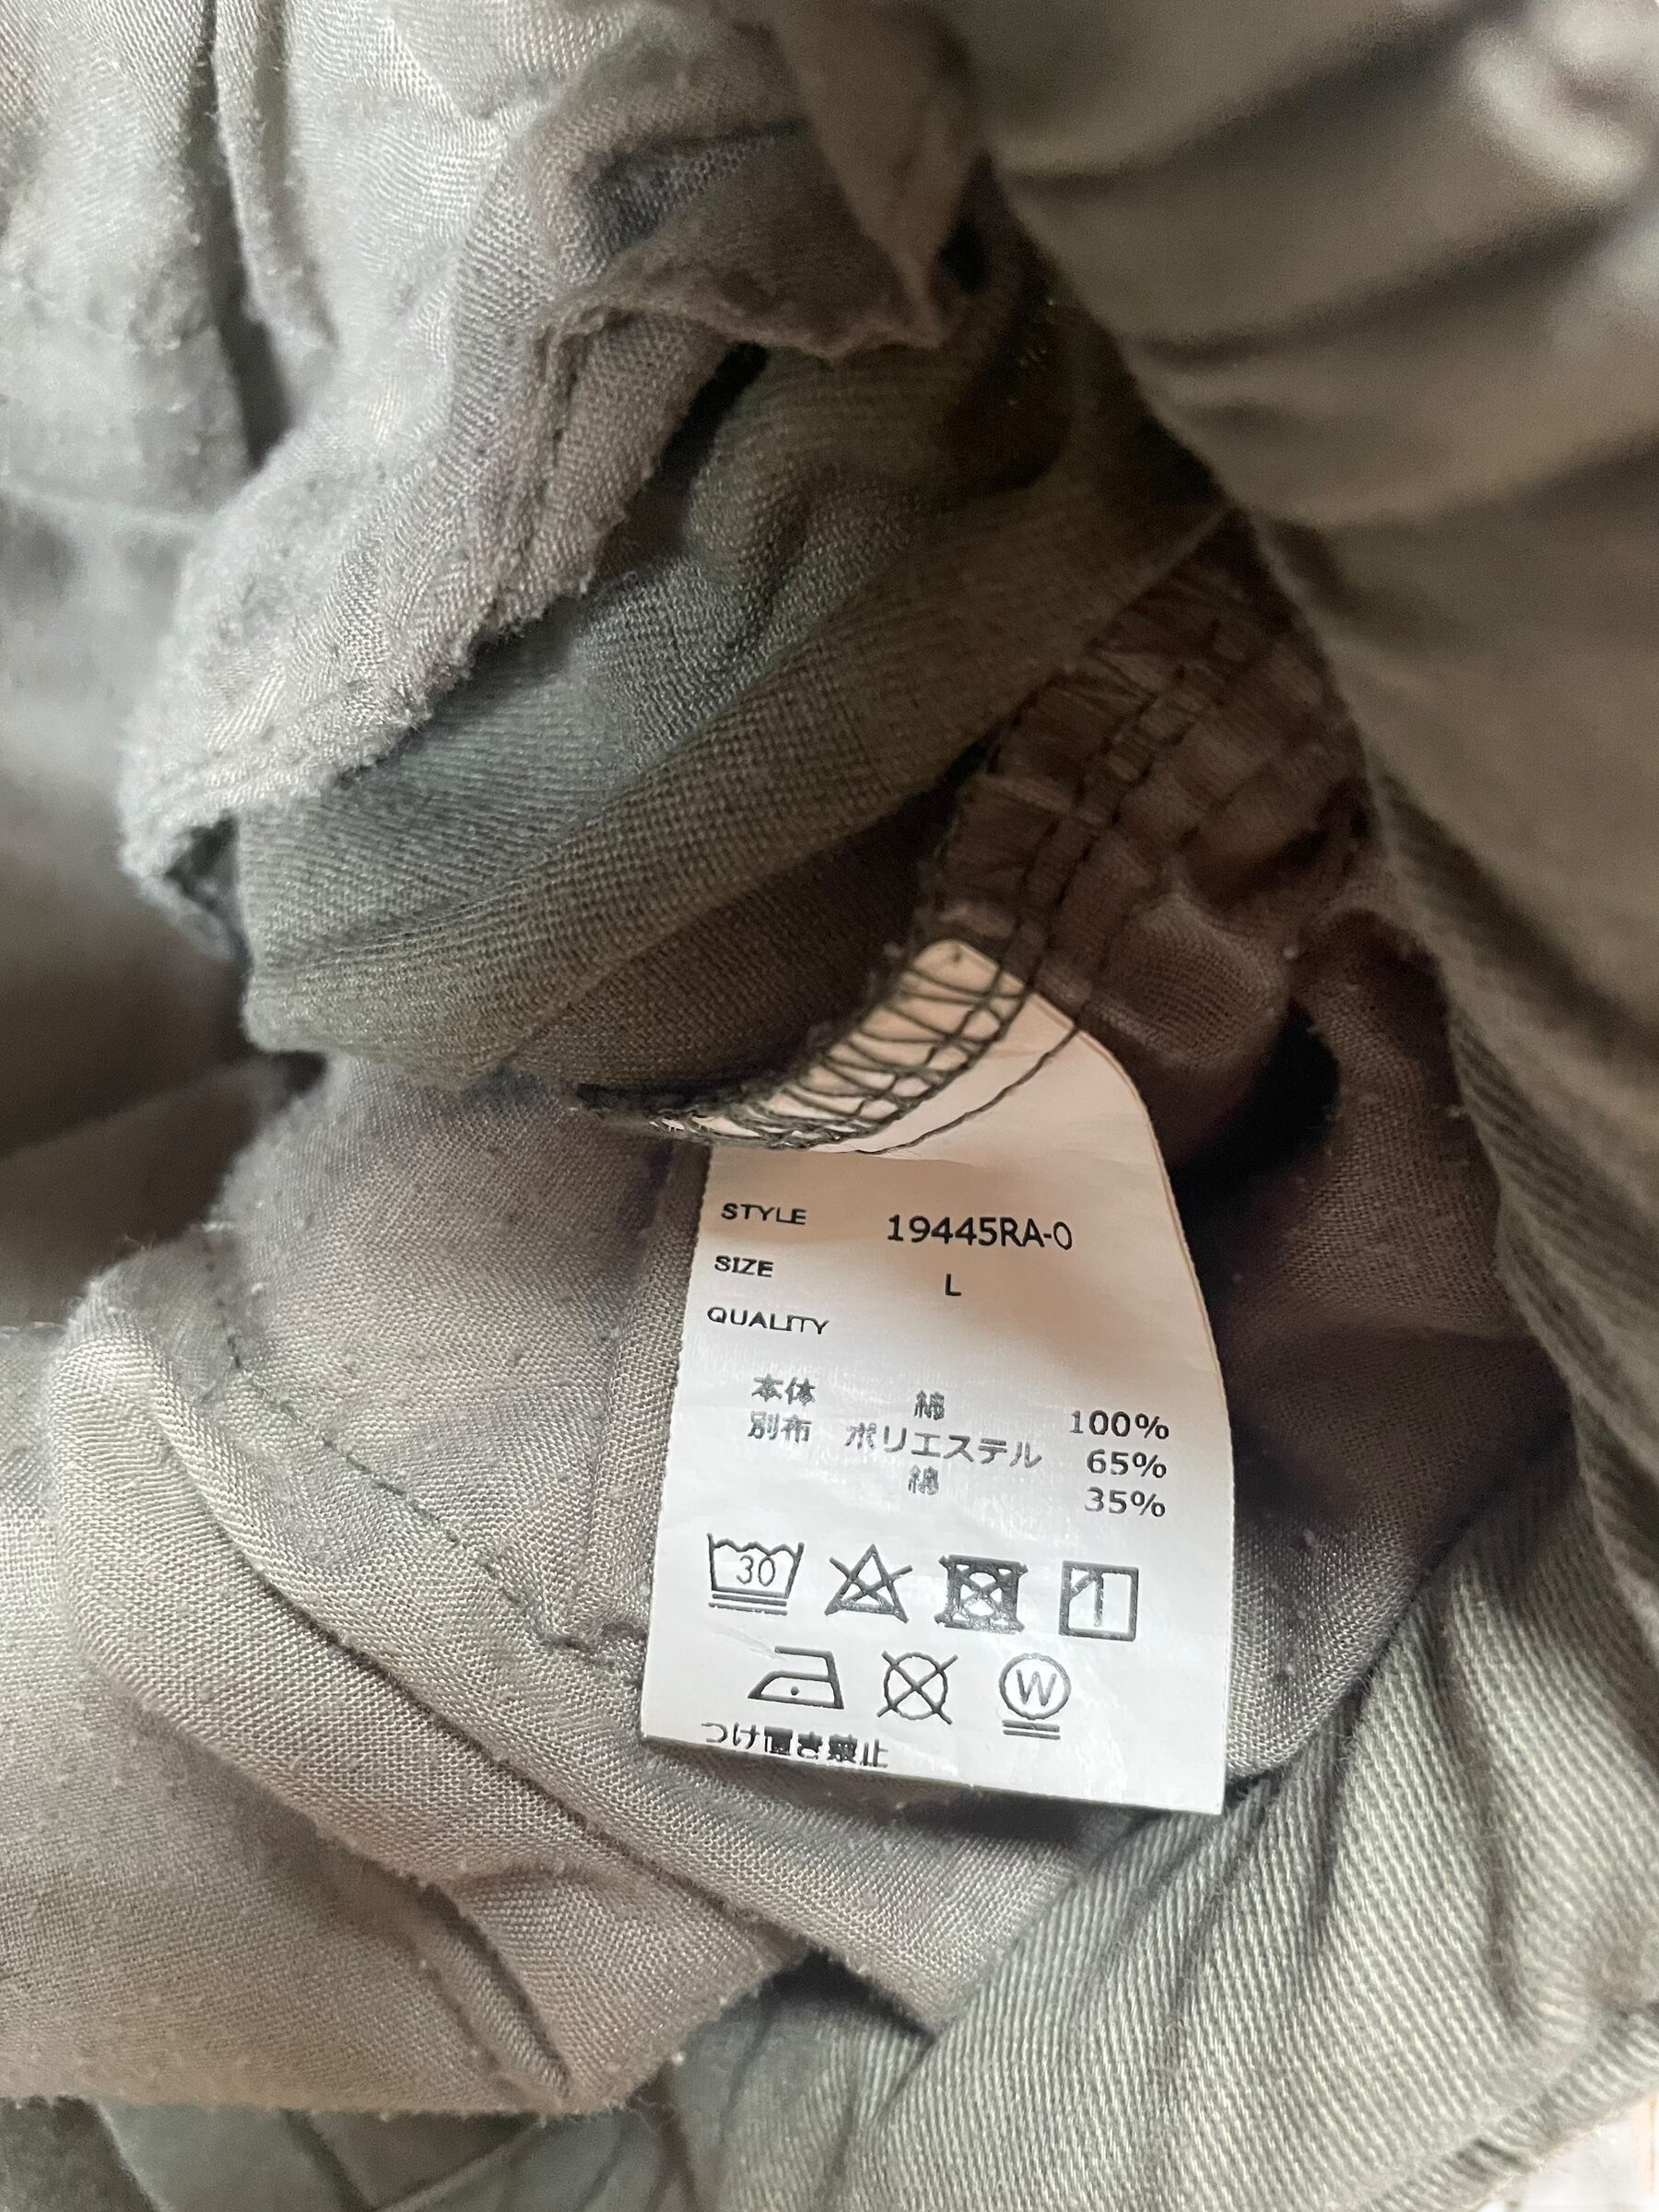 STYLE 19445RA-0
SIZE L
QUALITY
本体 綿 100%
別布 ポリエステル 65%
綿 35%
30
W
つけ置き厳止